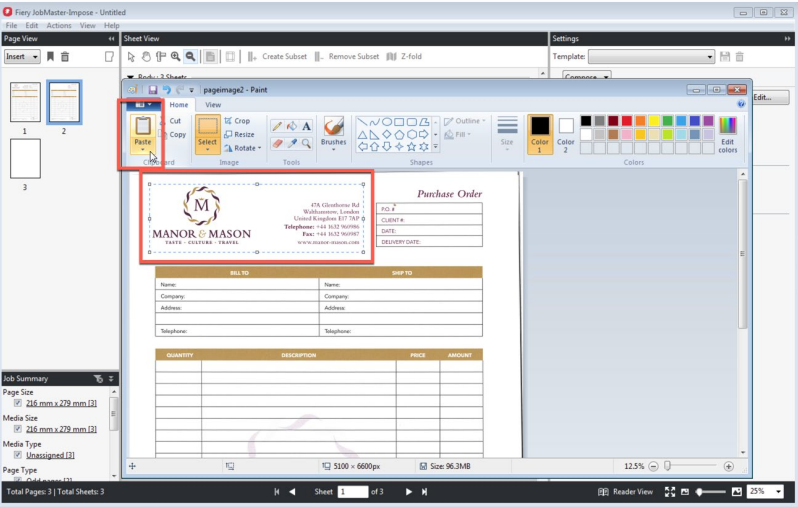 Fiery JobMaster-Impose - Untitled
File Edit Actions View Help
Page View
Sheet View
Settings
Insert
Create Subset
Remove Subset
Z-fold
Template:
Body: 3 Sheets
Compose
Edit...
1
2
3
pageimage2 - Paint
Home View
Paste
Cut
Copy
Clipboard
Select
Crop
Resize
Rotate
Image
A
Tools
Brushes
Outline
Fill
Shapes
Size
Color 1
Color 2
Edit colors
Colors
M
MANOR & MASON
TASTE - CULTURE - TRAVEL
47A Glenthorne Rd
Walthamstow, London
United Kingdom E17 7AP
Telephone: +44 1632 960986
Fax: +44 1632 960987
www.manor-mason.com
Purchase Order
P.O. #
CLIENT #:
DATE:
DELIVERY DATE:
BILL TO SHIP TO
Name: Name:
Company: Company:
Address: Address:
Telephone: Telephone:
QUANTITY DESCRIPTION PRICE AMOUNT
5100 × 6600px
Size: 96.3MB
12.5%
Job Summary
Page Size
216 mm x 279 mm [3]
Media Size
216 mm x 279 mm [3]
Media Type
Unassigned [3]
Page Type
Total Pages: 3 | Total Sheets: 3
Sheet 1 of 3
Reader View
25%